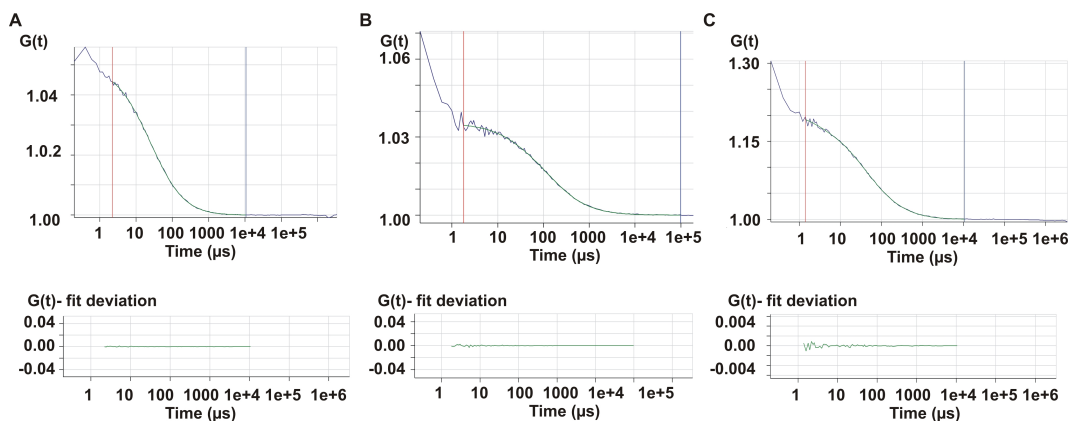 A
G(t)
1.04
1.02
1.00
1 10 100 1000 1e+4 1e+5
Time (µs)
B
G(t)
1.06
1.03
1.00
1 10 100 1000 1e+4 1e+5
Time (µs)
C
G(t)
1.30
1.15
1.00
1 10 100 1000 1e+4 1e+5 1e+6
Time (µs)
G(t)- fit deviation
0.04
0.00
-0.04
1 10 100 1000 1e+4 1e+5 1e+6
Time (µs)
G(t)- fit deviation
0.04
0.00
-0.04
1 10 100 1000 1e+4 1e+5
Time (µs)
G(t)- fit deviation
0.004
0.00
-0.004
1 10 100 1000 1e+4 1e+5
Time (µs)